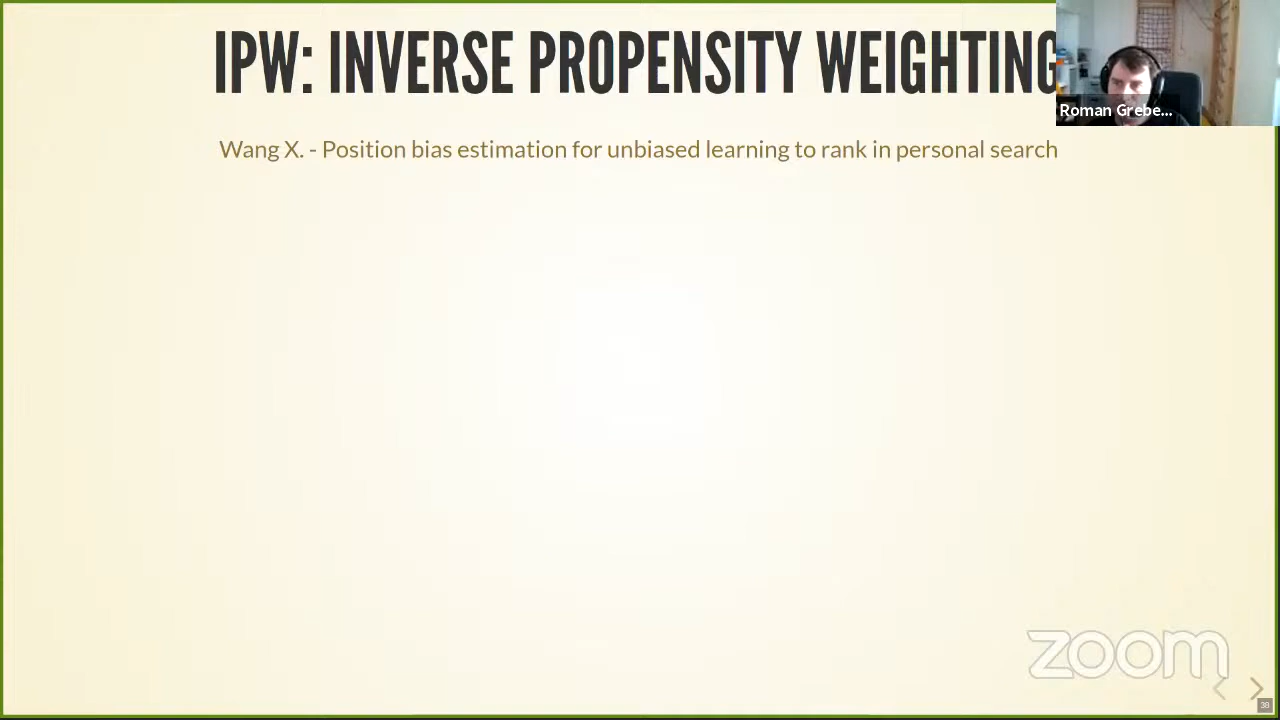 IPW: INVERSE PROPENSITY WEIGHTING
Roman Grebe...
Wang X. - Position bias estimation for unbiased learning to rank in personal search
zoom
38